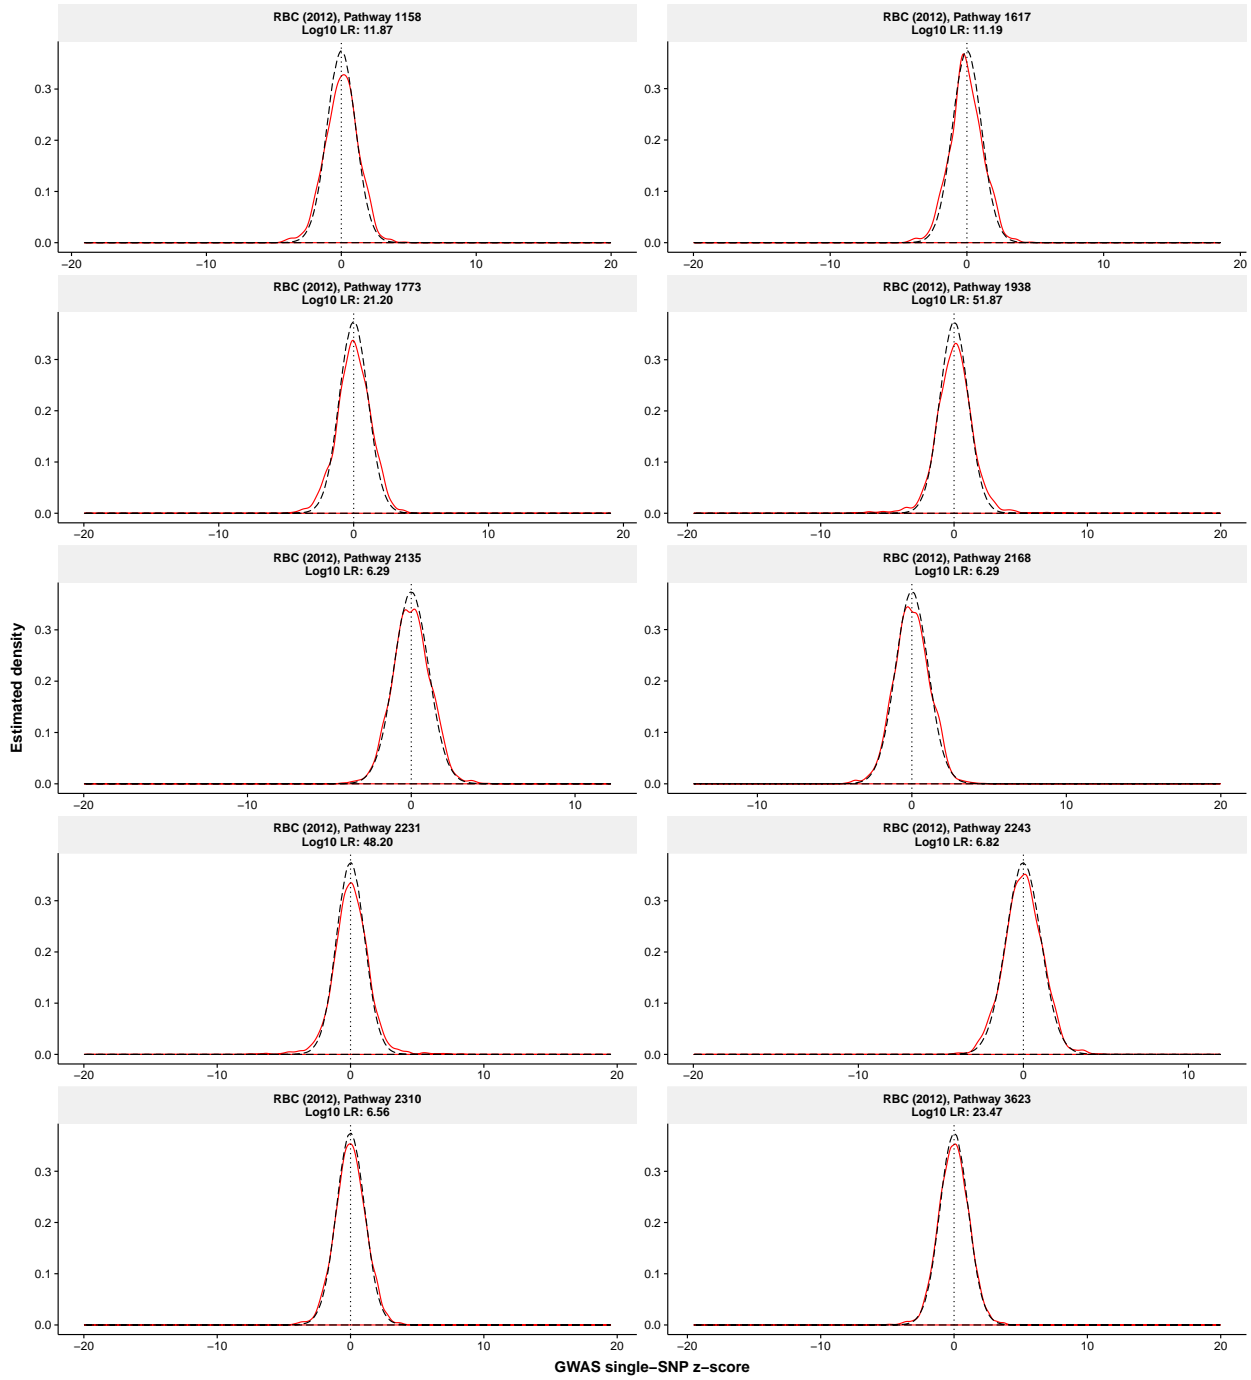 RBC (2012), Pathway 1158
Log10 LR: 11.87
0.3
0.2
0.1
0.0
−20 −10 0 10 20
RBC (2012), Pathway 1617
Log10 LR: 11.19
0.3
0.2
0.1
0.0
−20 −10 0 10 20
RBC (2012), Pathway 1773
Log10 LR: 21.20
0.3
0.2
0.1
0.0
−20 −10 0 10 20
RBC (2012), Pathway 1938
Log10 LR: 51.87
0.3
0.2
0.1
0.0
−20 −10 0 10 20
Estimated density
RBC (2012), Pathway 2135
Log10 LR: 6.29
0.3
0.2
0.1
0.0
−20 −10 0 10
RBC (2012), Pathway 2168
Log10 LR: 6.29
0.3
0.2
0.1
0.0
−10 0 10 20
RBC (2012), Pathway 2231
Log10 LR: 48.20
0.3
0.2
0.1
0.0
−20 −10 0 10 20
RBC (2012), Pathway 2243
Log10 LR: 6.82
0.3
0.2
0.1
0.0
−20 −10 0 10
RBC (2012), Pathway 2310
Log10 LR: 6.56
0.3
0.2
0.1
0.0
−20 −10 0 10 20
RBC (2012), Pathway 3623
Log10 LR: 23.47
0.3
0.2
0.1
0.0
−20 −10 0 10 20
GWAS single−SNP z−score